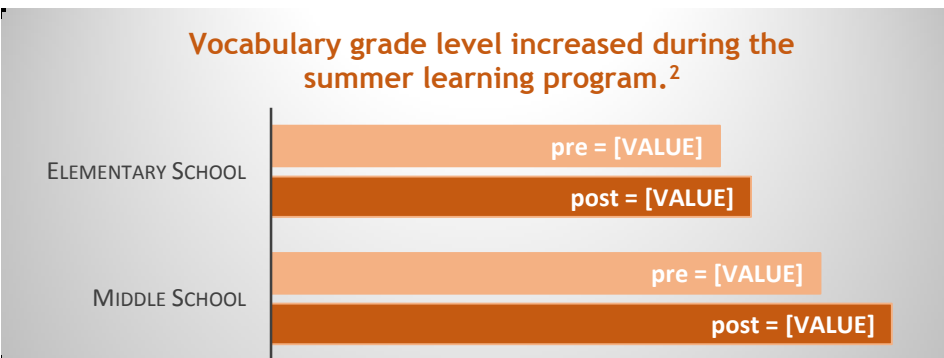 Vocabulary grade level increased during the
summer learning program.²
pre = [VALUE]
ELEMENTARY SCHOOL
post = [VALUE]
pre = [VALUE]
MIDDLE SCHOOL
post = [VALUE]